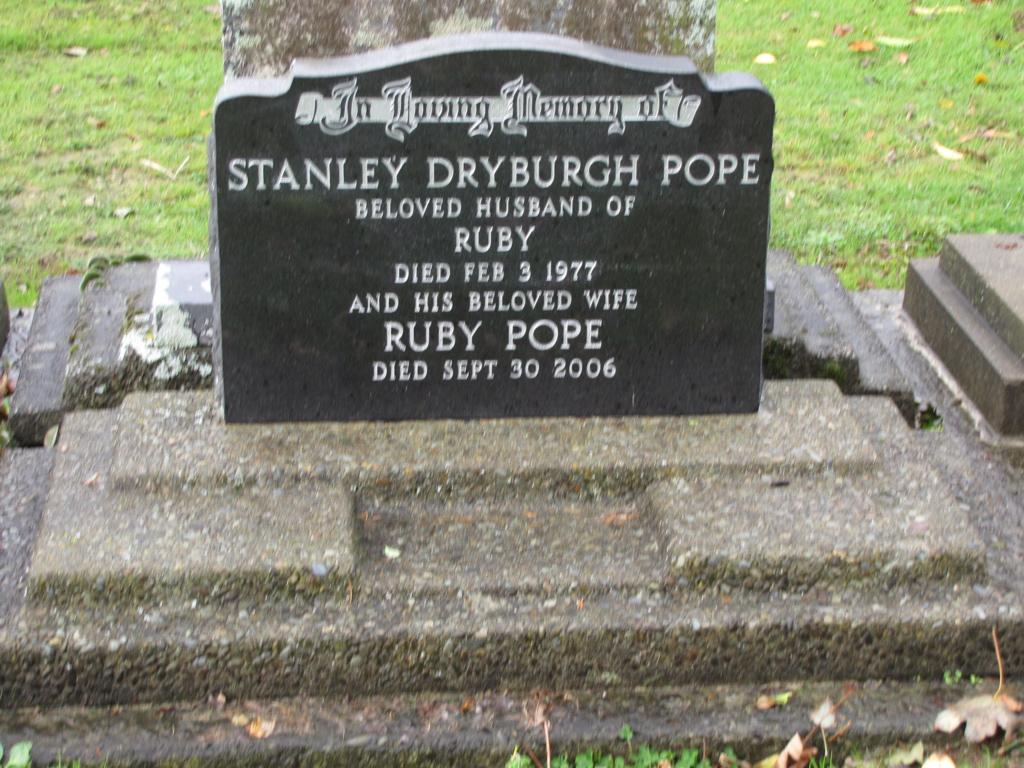 In Loving Memory of
STANLEY DRYBURGH POPE
BELOVED HUSBAND OF
RUBY
DIED FEB 3 1977
AND HIS BELOVED WIFE
RUBY POPE
DIED SEPT 30 2006